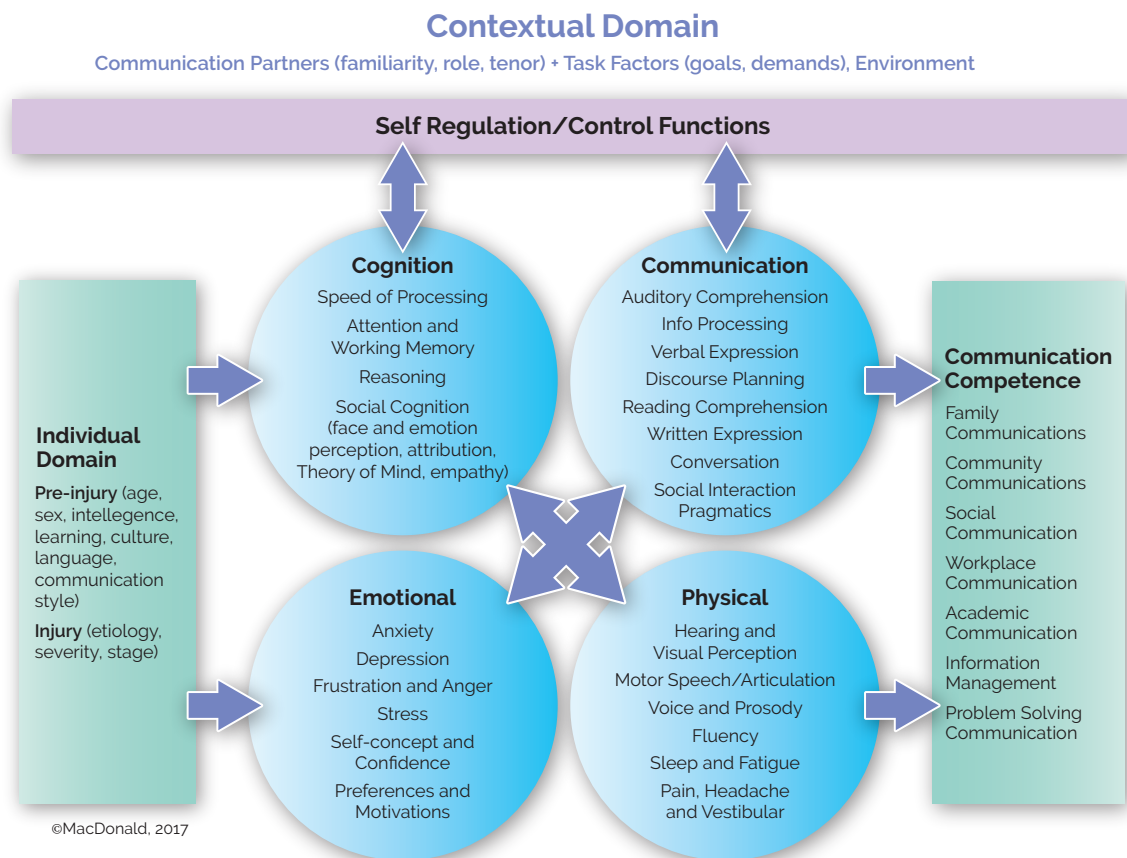 Contextual Domain
Communication Partners (familiarity, role, tenor) + Task Factors (goals, demands), Environment
Self Regulation/Control Functions
Individual
Domain
Pre-injury (age,
sex, intellegence,
learning, culture,
language,
communication
style)
Injury (etiology,
severity, stage)
Cognition
Speed of Processing
Attention and
Working Memory
Reasoning
Social Cognition
(face and emotion
perception, attribution,
Theory of Mind, empathy)
Communication
Auditory Comprehension
Info Processing
Verbal Expression
Discourse Planning
Reading Comprehension
Written Expression
Conversation
Social Interaction
Pragmatics
Emotional
Anxiety
Depression
Frustration and Anger
Stress
Self-concept and
Confidence
Preferences and
Motivations
Physical
Hearing and
Visual Perception
Motor Speech/Articulation
Voice and Prosody
Fluency
Sleep and Fatigue
Pain, Headache
and Vestibular
Communication
Competence
Family
Communications
Community
Communications
Social
Communication
Workplace
Communication
Academic
Communication
Information
Management
Problem Solving
Communication
©MacDonald, 2017